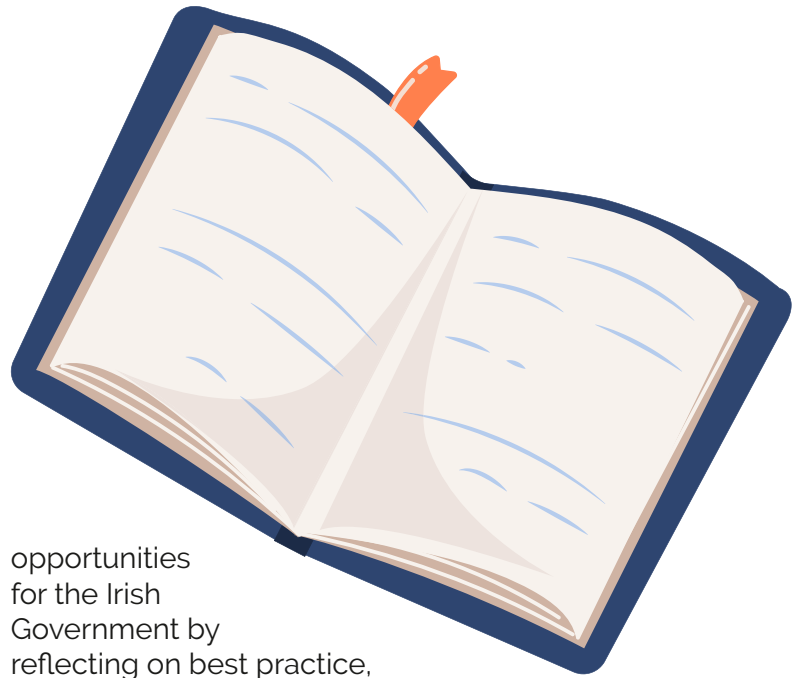 opportunities
for the Irish
Government by
reflecting on best practice,